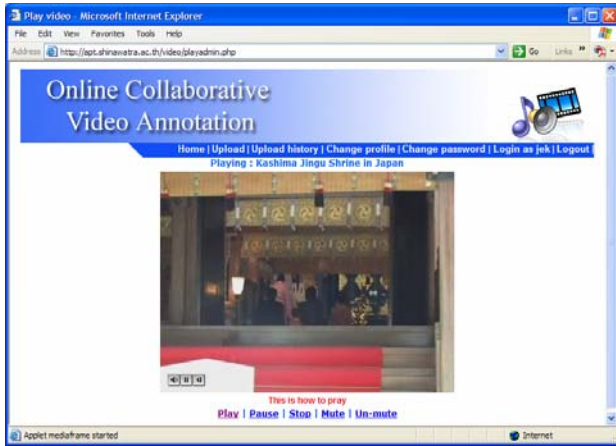 Play video - Microsoft Internet Explorer
File Edit View Favorites Tools Help
Address http://apt.shinawatra.ac.th/video/playadmin.php Go Links »
Online Collaborative
Video Annotation
Home | Upload | Upload history | Change profile | Change password | Login as jek | Logout |
Playing : Kashima Jingu Shrine in Japan
This is how to pray
Play | Pause | Stop | Mute | Un-mute
Applet mediaframe started Internet